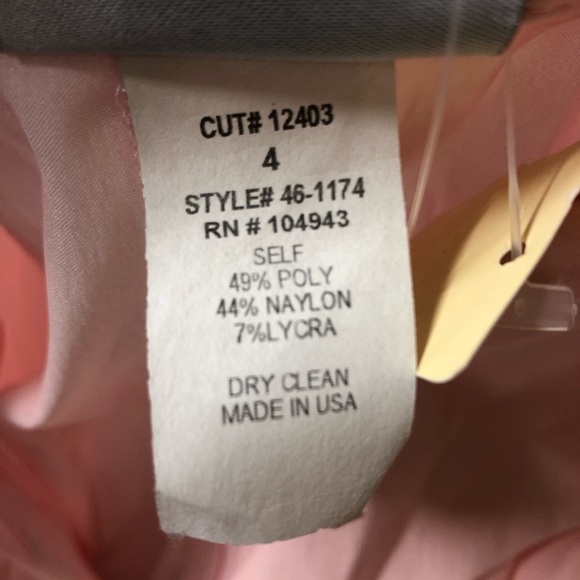 CUT# 12403
4
STYLE# 46-1174
RN # 104943
SELF
49% POLY
44% NAYLON
7%LYCRA
DRY CLEAN
MADE IN USA